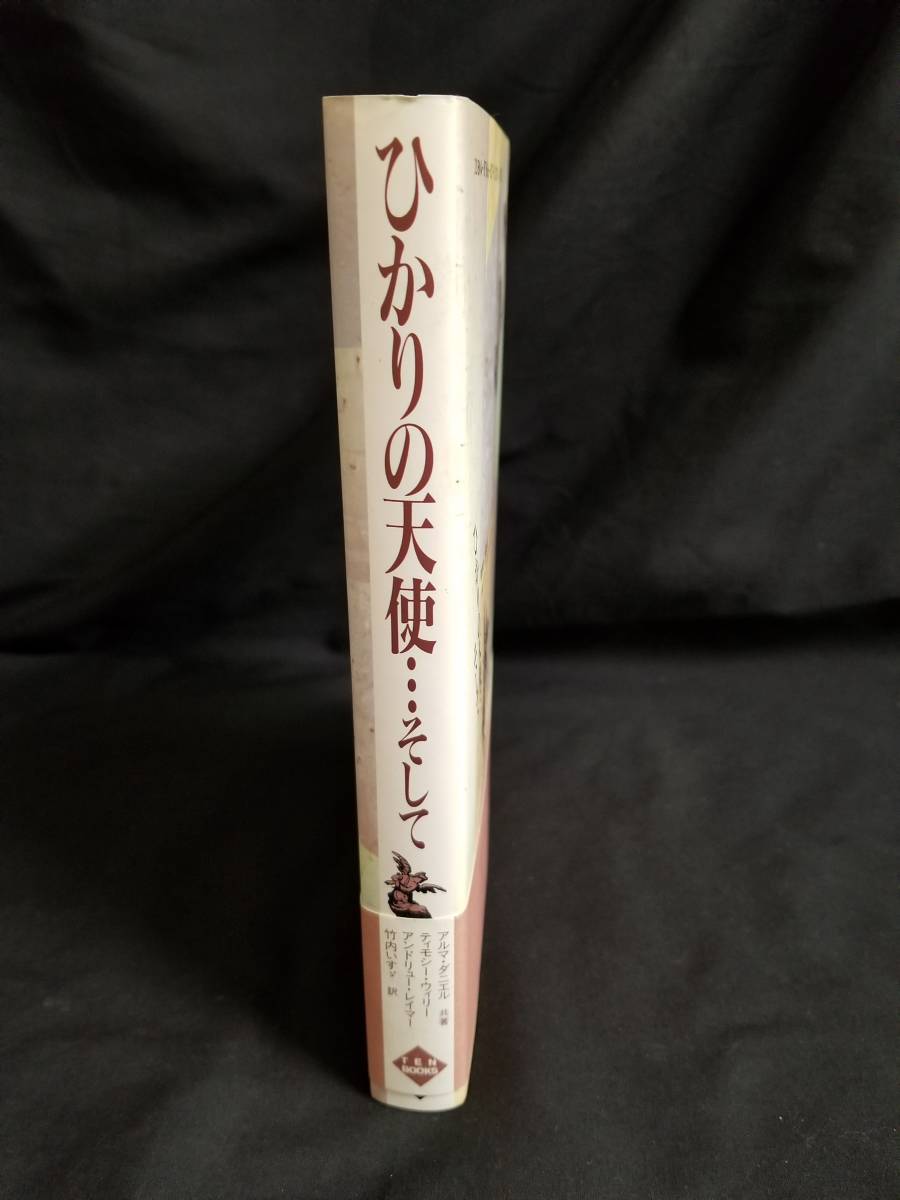 ひかりの天使…そして
アルマ・ダニエル
ティモシー・ウィリー
アンドリュー・レイマー
共著
竹内いすゞ 訳
TEN
BOOKS